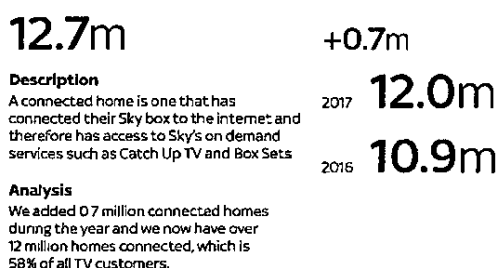 12.7m
Description
A connected home is one that has
connected their Sky box to the internet and
therefore has access to Sky's on demand
services such as Catch Up TV and Box Sets
Analysis
We added 0 7 million connected homes
during the year and we now have over
12 million homes connected, which is
58% of all TV customers.
+0.7m
2017 12.0m
2016 10.9m